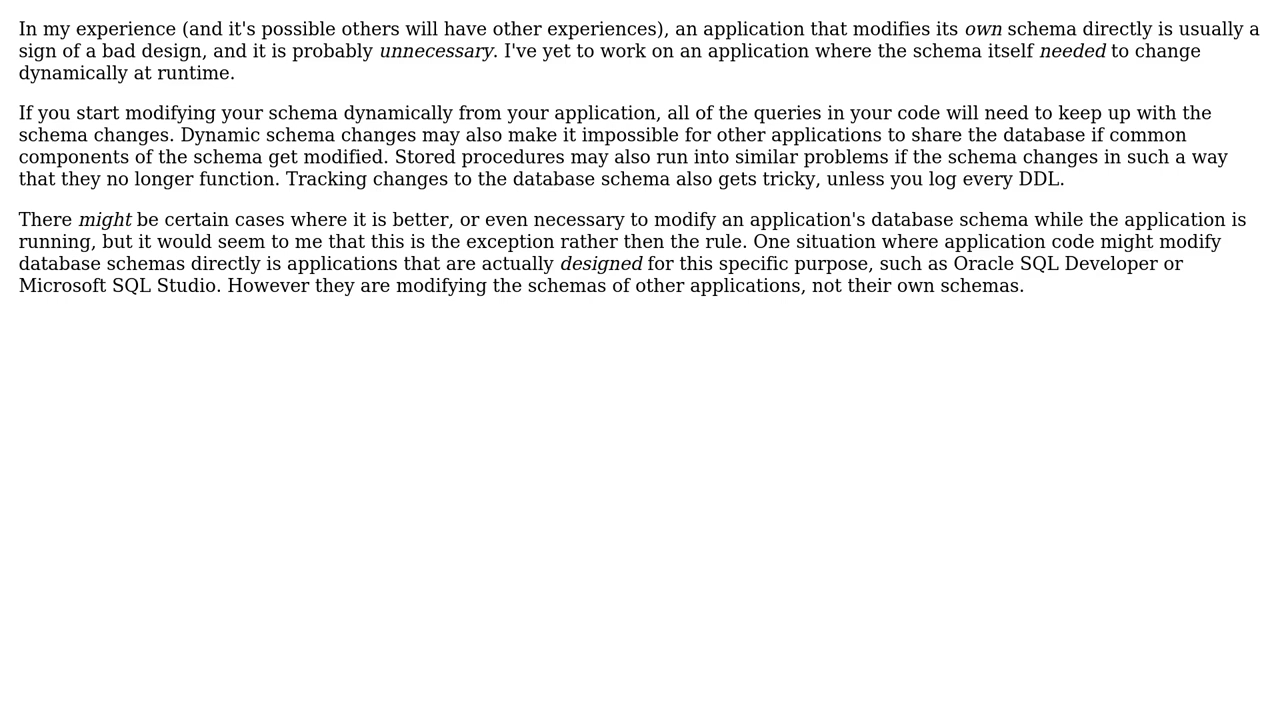 In my experience (and it's possible others will have other experiences), an application that modifies its own schema directly is usually a
sign of a bad design, and it is probably unnecessary. I've yet to work on an application where the schema itself needed to change
dynamically at runtime.
If you start modifying your schema dynamically from your application, all of the queries in your code will need to keep up with the
schema changes. Dynamic schema changes may also make it impossible for other applications to share the database if common
components of the schema get modified. Stored procedures may also run into similar problems if the schema changes in such a way
that they no longer function. Tracking changes to the database schema also gets tricky, unless you log every DDL.
There might be certain cases where it is better, or even necessary to modify an application's database schema while the application is
running, but it would seem to me that this is the exception rather then the rule. One situation where application code might modify
database schemas directly is applications that are actually designed for this specific purpose, such as Oracle SQL Developer or
Microsoft SQL Studio. However they are modifying the schemas of other applications, not their own schemas.